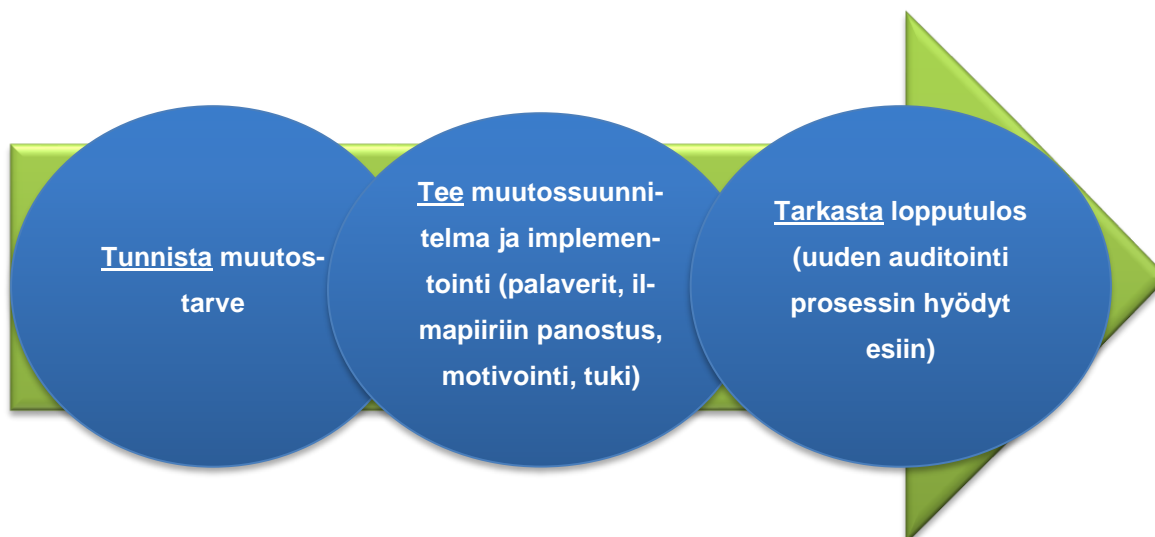 Tunnista muutos-
tarve
Tee muutossuunni-
telma ja implemen-
tointi (palaverit, il-
mapiiriin panostus,
motivointi, tuki)
Tarkasta lopputulos
(uuden auditointi
prosessin hyödyt
esiin)